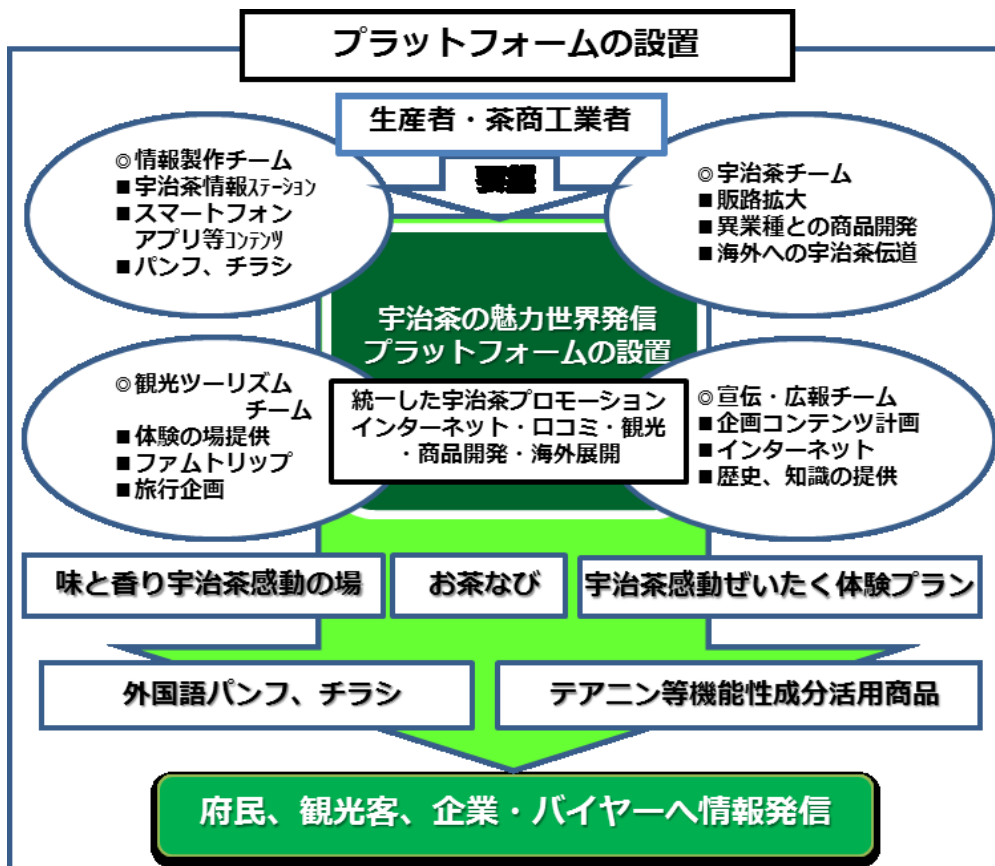 プラットフォームの設置
生産者・茶商工業者
◎情報製作チーム
■宇治茶情報ｽﾃｰｼｮﾝ
■スマートフォン
アプリ等ｺﾝﾃﾝﾂ
■パンフ、チラシ
◎宇治茶チーム
■販路拡大
■異業種との商品開発
■海外への宇治茶伝道
宇治茶の魅力世界発信
プラットフォームの設置
統一した宇治茶プロモーション
インターネット・口コミ・観光
・商品開発・海外展開
◎観光ツーリズム
チーム
■体験の場提供
■ファムトリップ
■旅行企画
◎宣伝・広報チーム
■企画コンテンツ計画
■インターネット
■歴史、知識の提供
味と香り宇治茶感動の場
お茶なび
宇治茶感動ぜいたく体験プラン
外国語パンフ、チラシ
テアニン等機能性成分活用商品
府民、観光客、企業・バイヤーへ情報発信